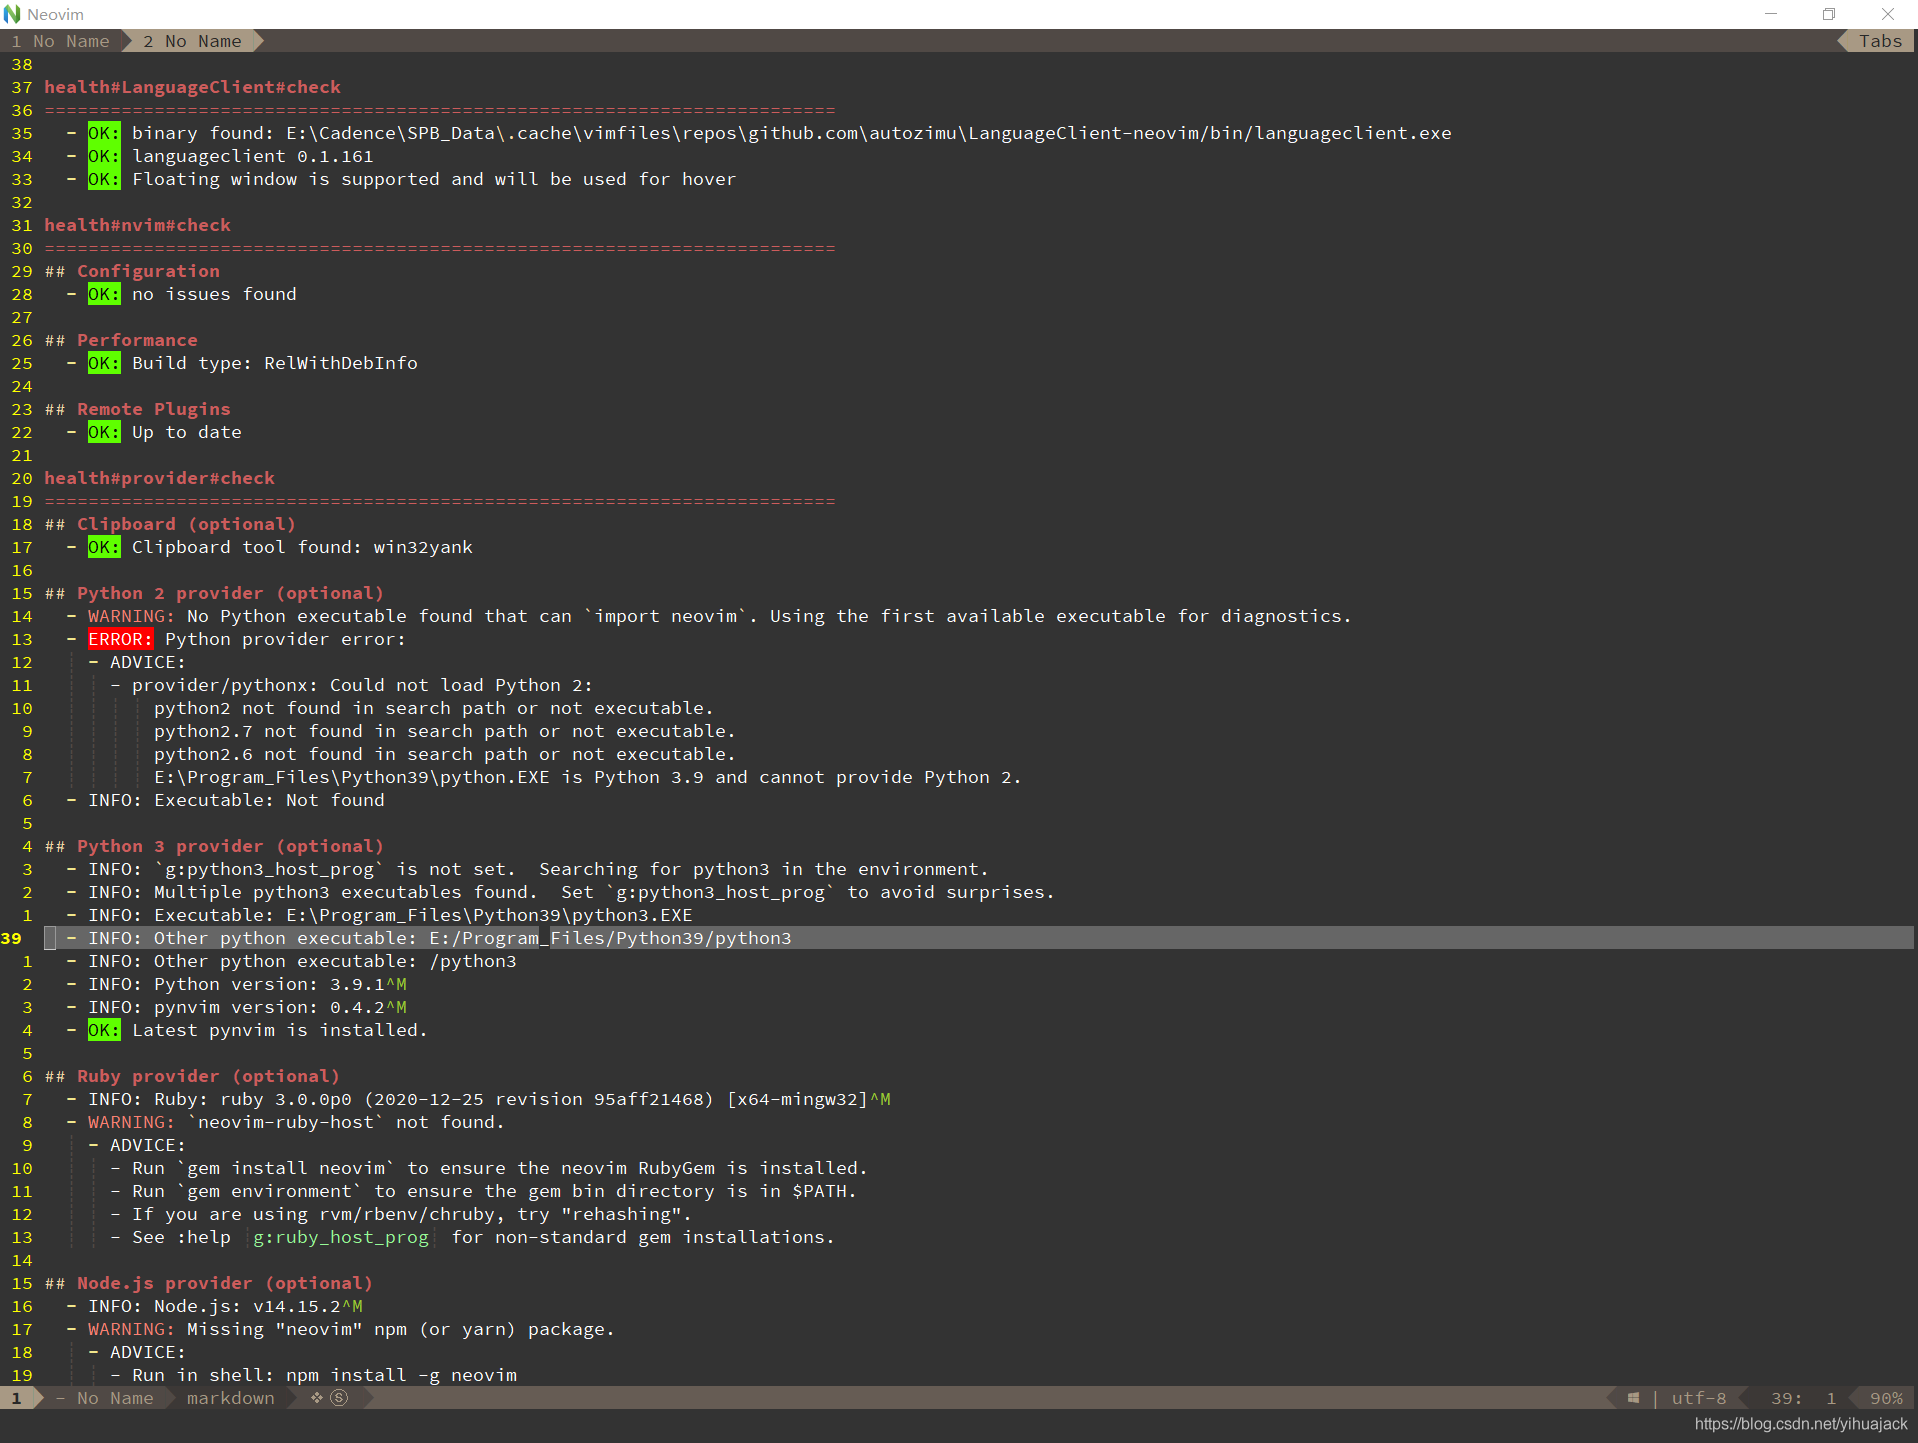 Neovim
1 No Name 2 No Name Tabs
38
37 health#LanguageClient#check
36 ========================================================================
35 - OK: binary found: E:\Cadence\SPB_Data\.cache\vimfiles\repos\github.com\autozimu\LanguageClient-neovim/bin/languageclient.exe
34 - OK: languageclient 0.1.161
33 - OK: Floating window is supported and will be used for hover
32
31 health#nvim#check
30 ========================================================================
29 ## Configuration
28 - OK: no issues found
27
26 ## Performance
25 - OK: Build type: RelWithDebInfo
24
23 ## Remote Plugins
22 - OK: Up to date
21
20 health#provider#check
19 ========================================================================
18 ## Clipboard (optional)
17 - OK: Clipboard tool found: win32yank
16
15 ## Python 2 provider (optional)
14 - WARNING: No Python executable found that can `import neovim`. Using the first available executable for diagnostics.
13 - ERROR: Python provider error:
12 - ADVICE:
11 - provider/pythonx: Could not load Python 2:
10 python2 not found in search path or not executable.
9 python2.7 not found in search path or not executable.
8 python2.6 not found in search path or not executable.
7 E:\Program_Files\Python39\python.EXE is Python 3.9 and cannot provide Python 2.
6 - INFO: Executable: Not found
5
4 ## Python 3 provider (optional)
3 - INFO: `g:python3_host_prog` is not set.  Searching for python3 in the environment.
2 - INFO: Multiple python3 executables found.  Set `g:python3_host_prog` to avoid surprises.
1 - INFO: Executable: E:\Program_Files\Python39\python3.EXE
39 - INFO: Other python executable: E:/Program_Files/Python39/python3
1 - INFO: Other python executable: /python3
2 - INFO: Python version: 3.9.1^M
3 - INFO: pynvim version: 0.4.2^M
4 - OK: Latest pynvim is installed.
5
6 ## Ruby provider (optional)
7 - INFO: Ruby: ruby 3.0.0p0 (2020-12-25 revision 95aff21468) [x64-mingw32]^M
8 - WARNING: `neovim-ruby-host` not found.
9 - ADVICE:
10 - Run `gem install neovim` to ensure the neovim RubyGem is installed.
11 - Run `gem environment` to ensure the gem bin directory is in $PATH.
12 - If you are using rvm/rbenv/chruby, try "rehashing".
13 - See :help g:ruby_host_prog for non-standard gem installations.
14
15 ## Node.js provider (optional)
16 - INFO: Node.js: v14.15.2^M
17 - WARNING: Missing "neovim" npm (or yarn) package.
18 - ADVICE:
19 - Run in shell: npm install -g neovim
1 - No Name markdown ❖ Ⓢ | utf-8 39: 1 90%
https://blog.csdn.net/yihuajack